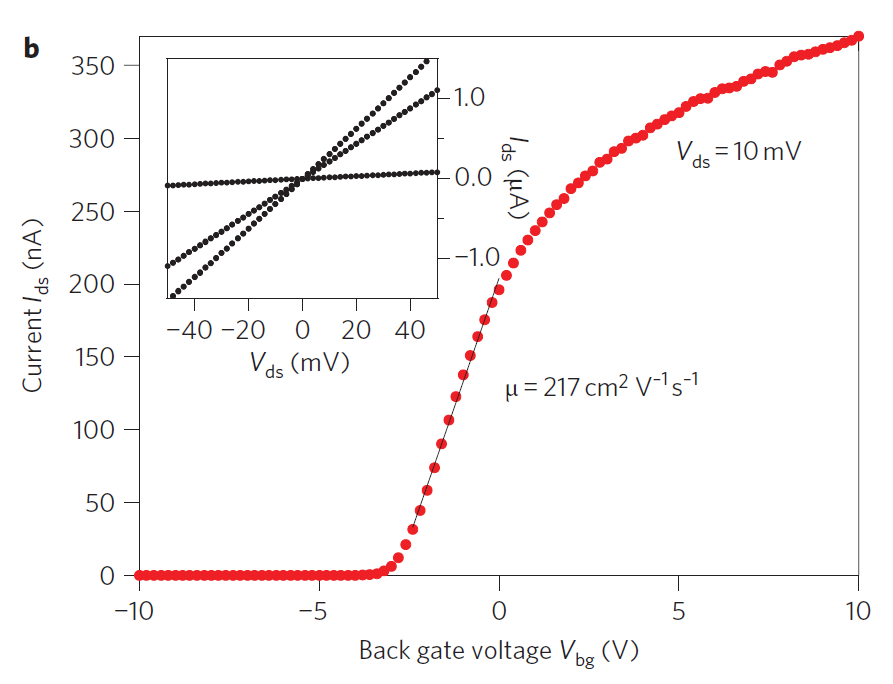 b
350
300
250
200
150
100
50
0
Current I_ds (nA)
−10
−5
0
5
10
Back gate voltage V_bg (V)
V_ds = 10 mV
μ = 217 cm² V⁻¹ s⁻¹
1.0
0.0
−1.0
I_ds (μA)
−40 −20 0 20 40
V_ds (mV)